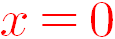 x = 0